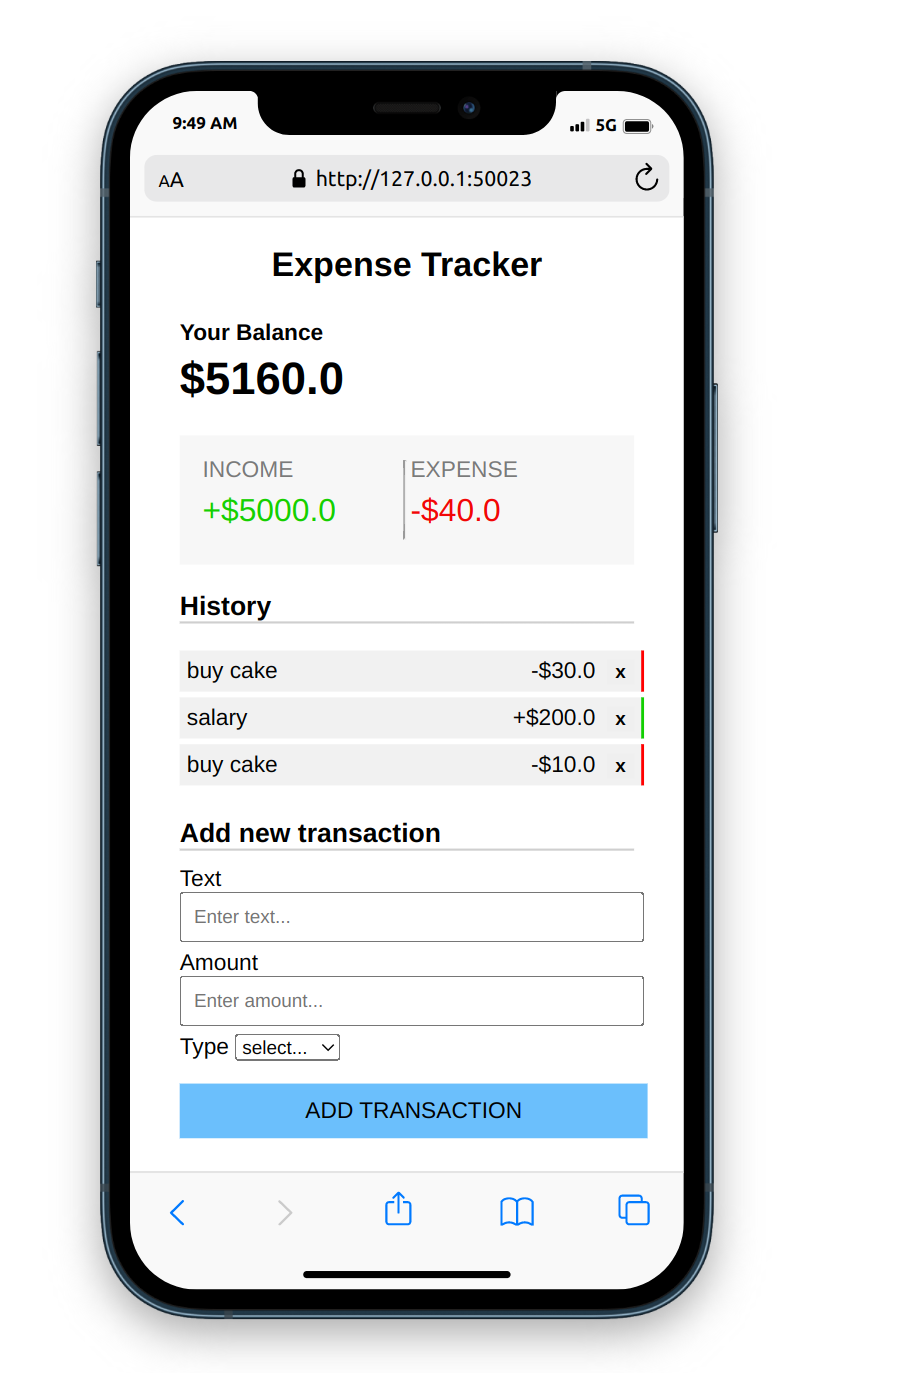 9:49 AM
5G
AA
http://127.0.0.1:50023
Expense Tracker
Your Balance
$5160.0
INCOME
EXPENSE
+$5000.0
-$40.0
History
buy cake -$30.0 x
salary +$200.0 x
buy cake -$10.0 x
Add new transaction
Text
Enter text...
Amount
Enter amount...
Type select...
ADD TRANSACTION